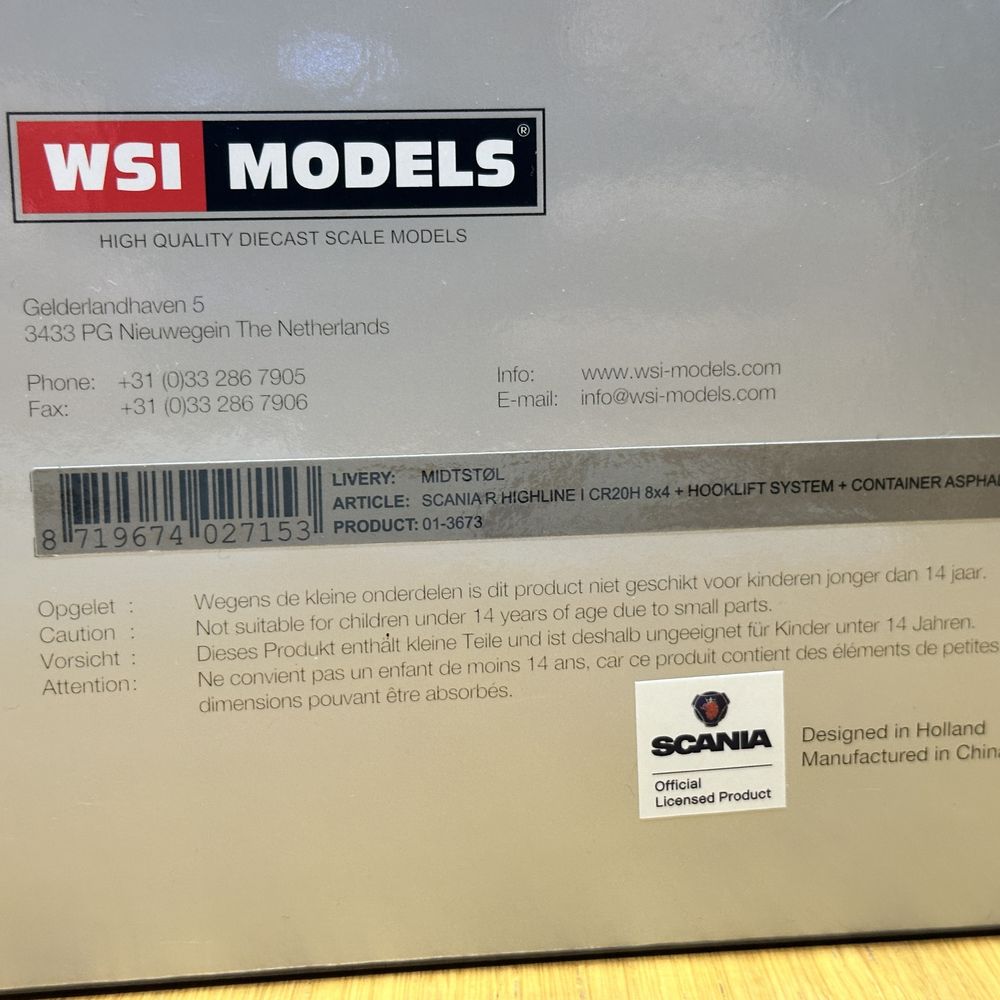 WSI MODELS®
HIGH QUALITY DIECAST SCALE MODELS
Gelderlandhaven 5
3433 PG Nieuwegein The Netherlands
Phone: +31 (0)33 286 7905
Fax: +31 (0)33 286 7906
Info: www.wsi-models.com
E-mail: info@wsi-models.com
8 719674 027153
LIVERY: MIDTSTØL
ARTICLE: SCANIA R HIGHLINE I CR20H 8x4 + HOOKLIFT SYSTEM + CONTAINER ASPHAL
PRODUCT: 01-3673
Opgelet : Wegens de kleine onderdelen is dit product niet geschikt voor kinderen jonger dan 14 jaar.
Caution : Not suitable for children under 14 years of age due to small parts.
Vorsicht : Dieses Produkt enthält kleine Teile und ist deshalb ungeeignet für Kinder unter 14 Jahren.
Attention: Ne convient pas un enfant de moins 14 ans, car ce produit contient des éléments de petites
dimensions pouvant être absorbés.
SCANIA
Official
Licensed Product
Designed in Holland
Manufactured in China